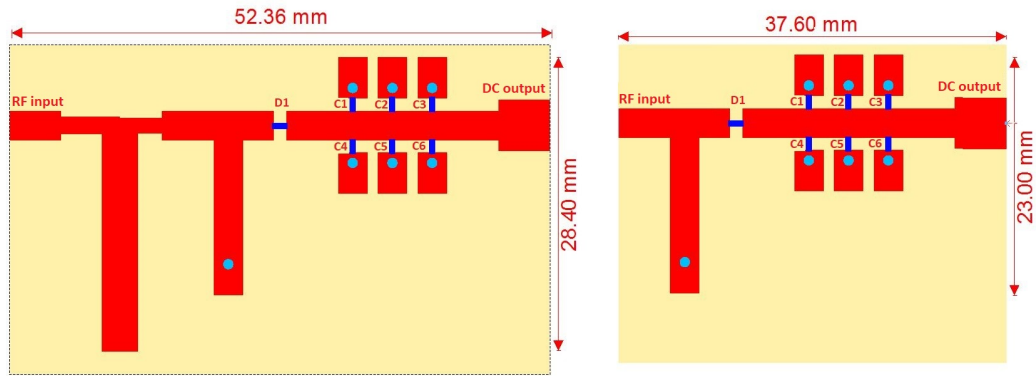 52.36 mm
RF input
D1
C1
C2
C3
DC output
C4
C5
C6
28.40 mm
37.60 mm
RF input
D1
C1
C2
C3
DC output
C4
C5
C6
23.00 mm